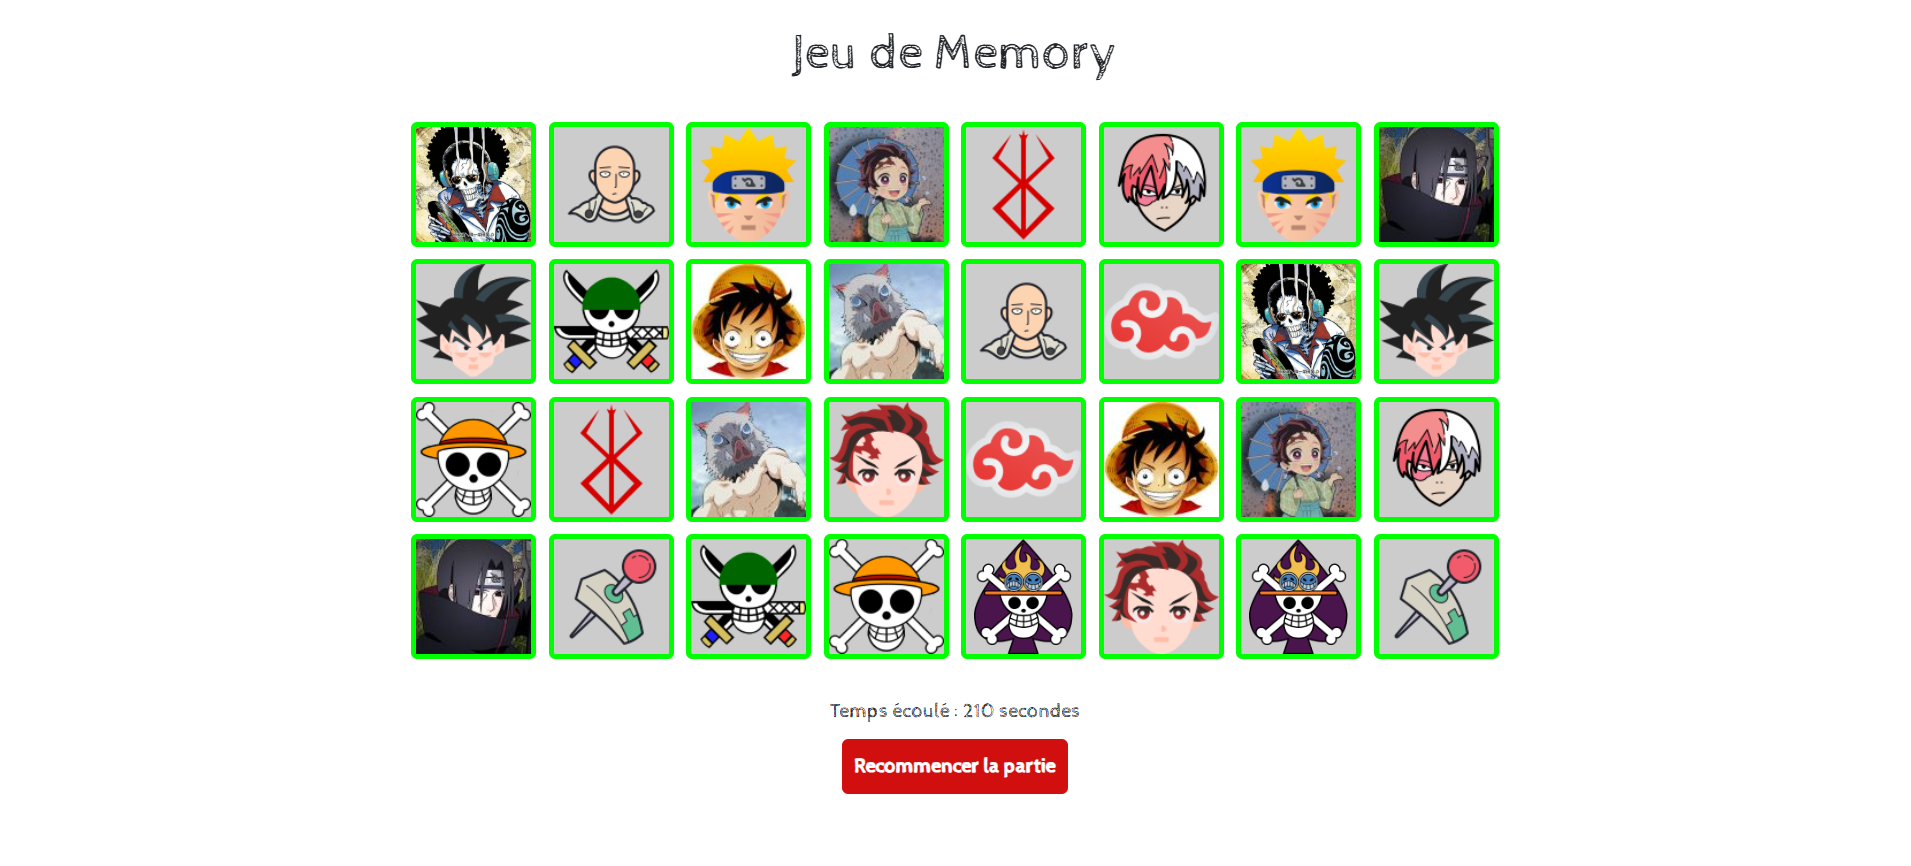 Jeu de Memory
Temps écoulé : 210 secondes
Recommencer la partie